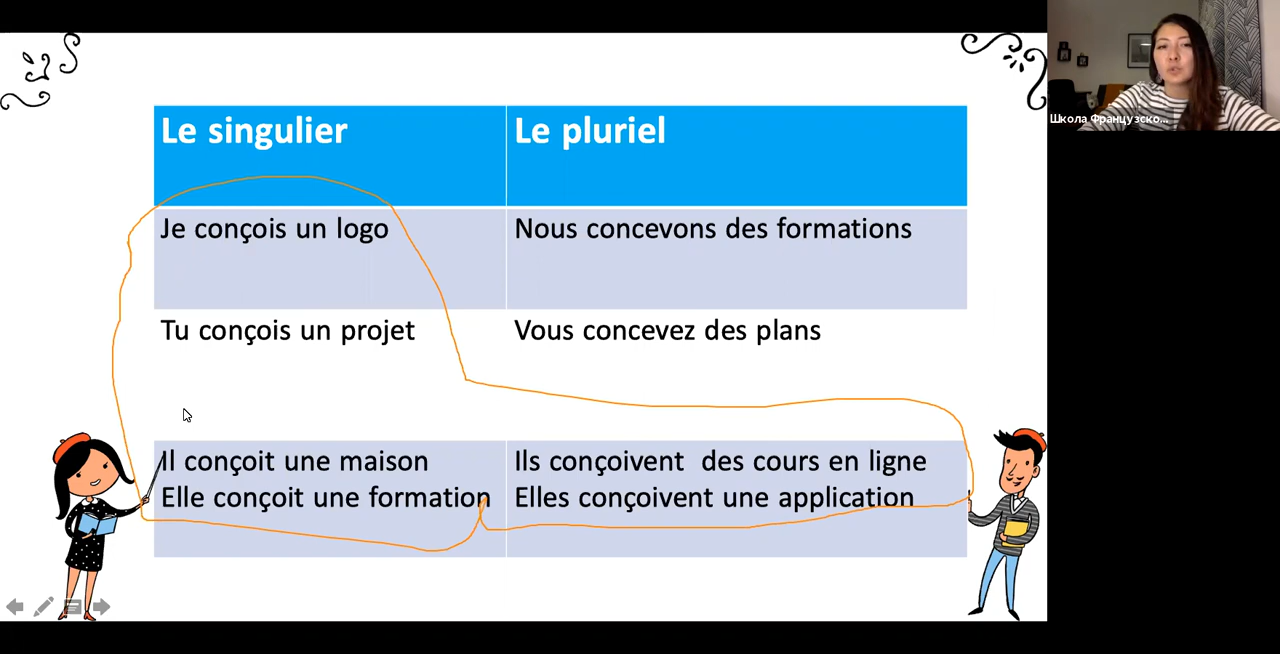 Le singulier
Le pluriel
Je conçois un logo
Nous concevons des formations
Tu conçois un projet
Vous concevez des plans
Il conçoit une maison
Elle conçoit une formation
Ils conçoivent  des cours en ligne
Elles conçoivent une application
Школа Французско...